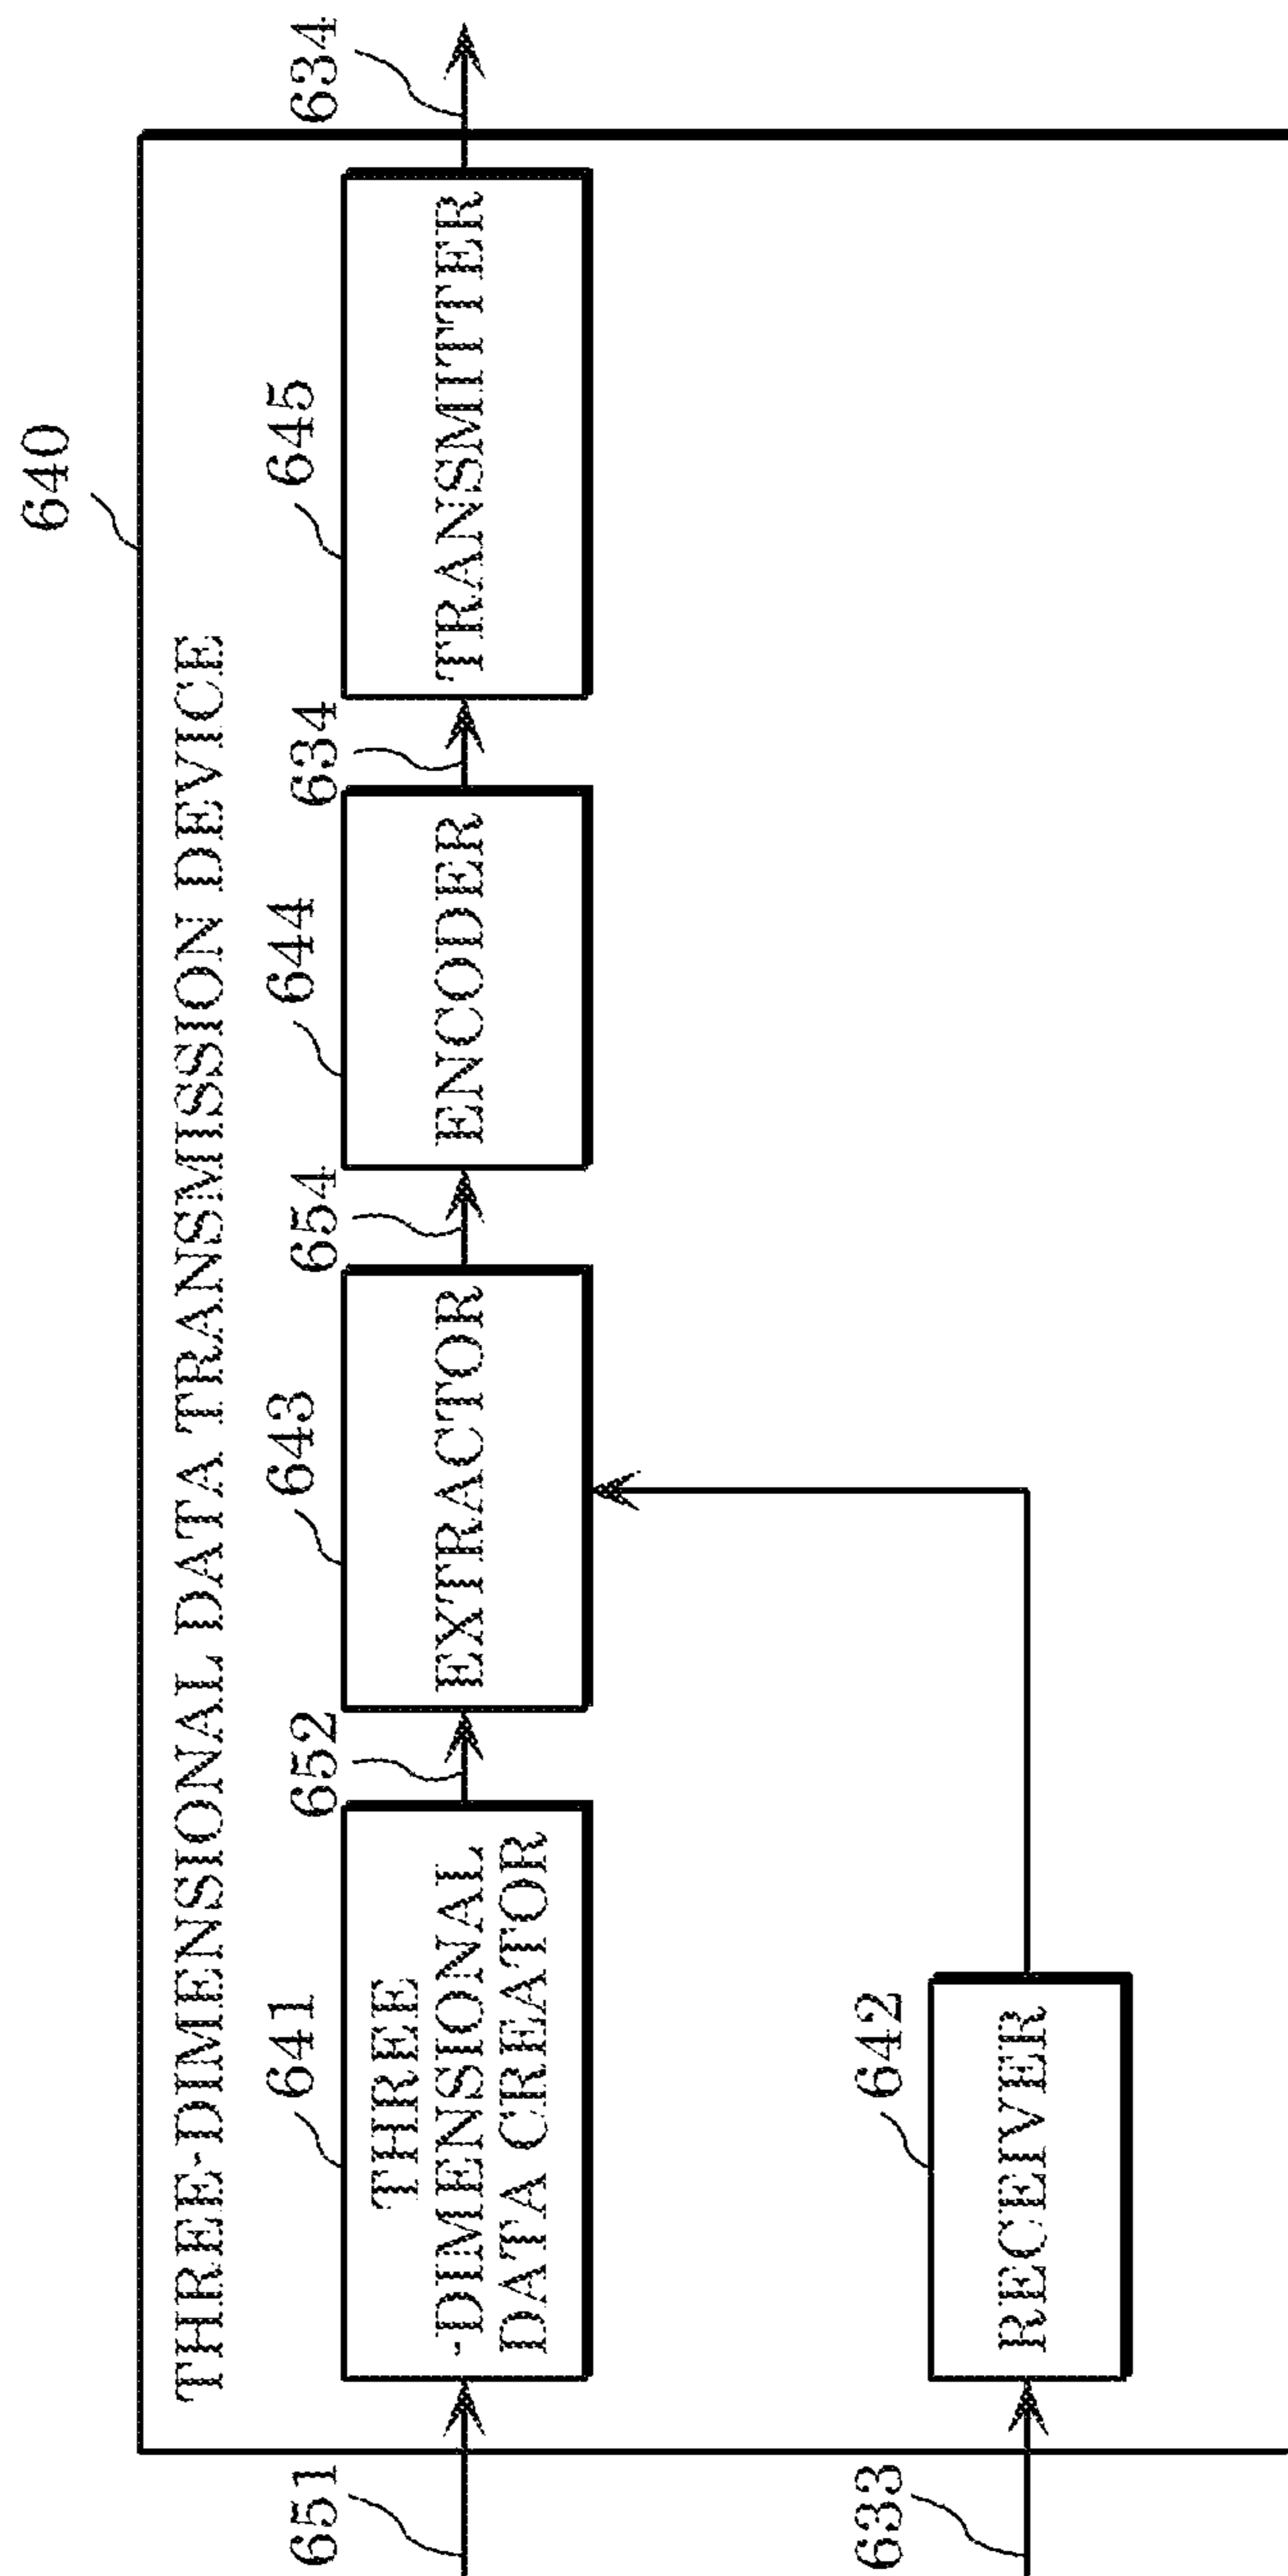 640
THREE-DIMENSIONAL DATA TRANSMISSION DEVICE
651
641
THREE
-DIMENSIONAL
DATA CREATOR
652
643
EXTRACTOR
654
644
ENCODER
634
645
TRANSMITTER
634
633
642
RECEIVER